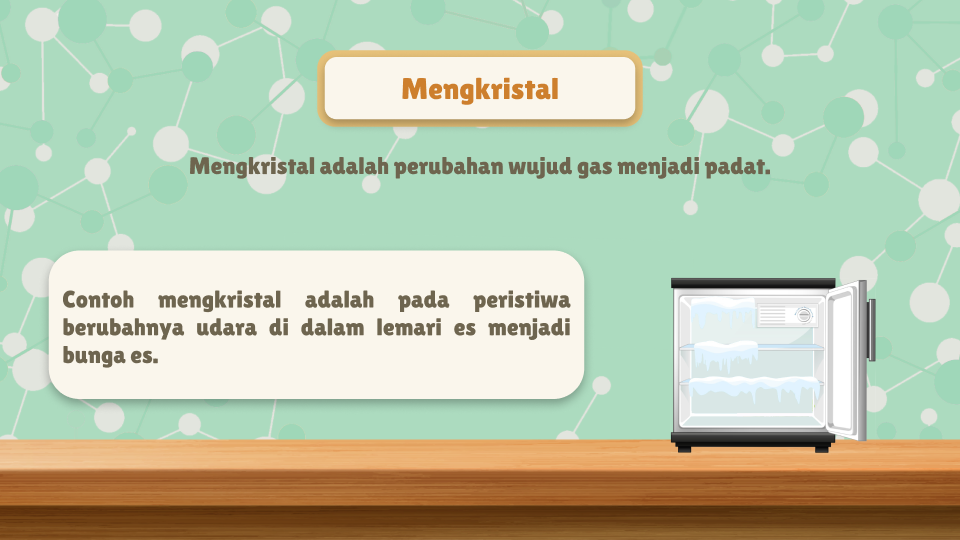 Mengkristal
Mengkristal adalah perubahan wujud gas menjadi padat.
Contoh mengkristal adalah pada peristiwa
berubahnya udara di dalam lemari es menjadi
bunga es.